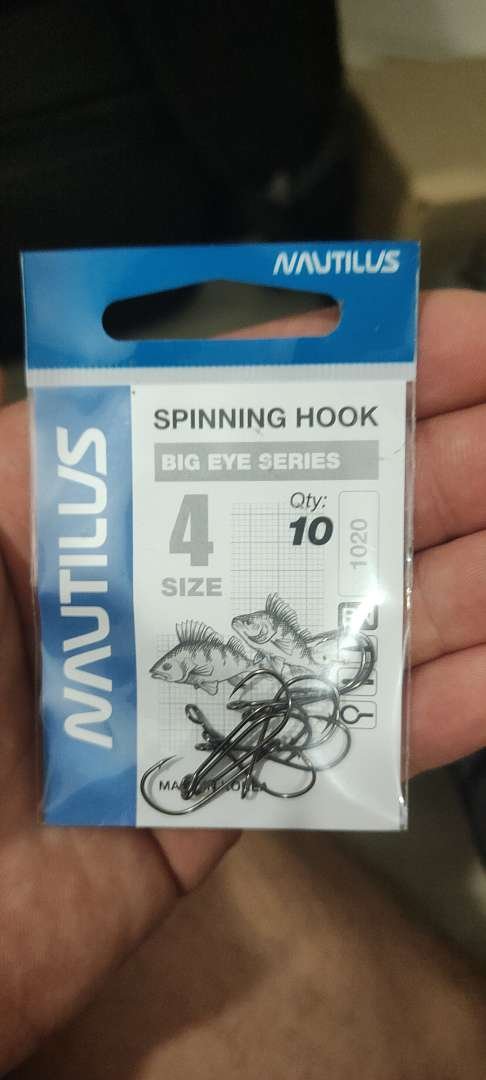 NAUTILUS
NAUTILUS
SPINNING HOOK
BIG EYE SERIES
4
SIZE
Qty:
10
1020